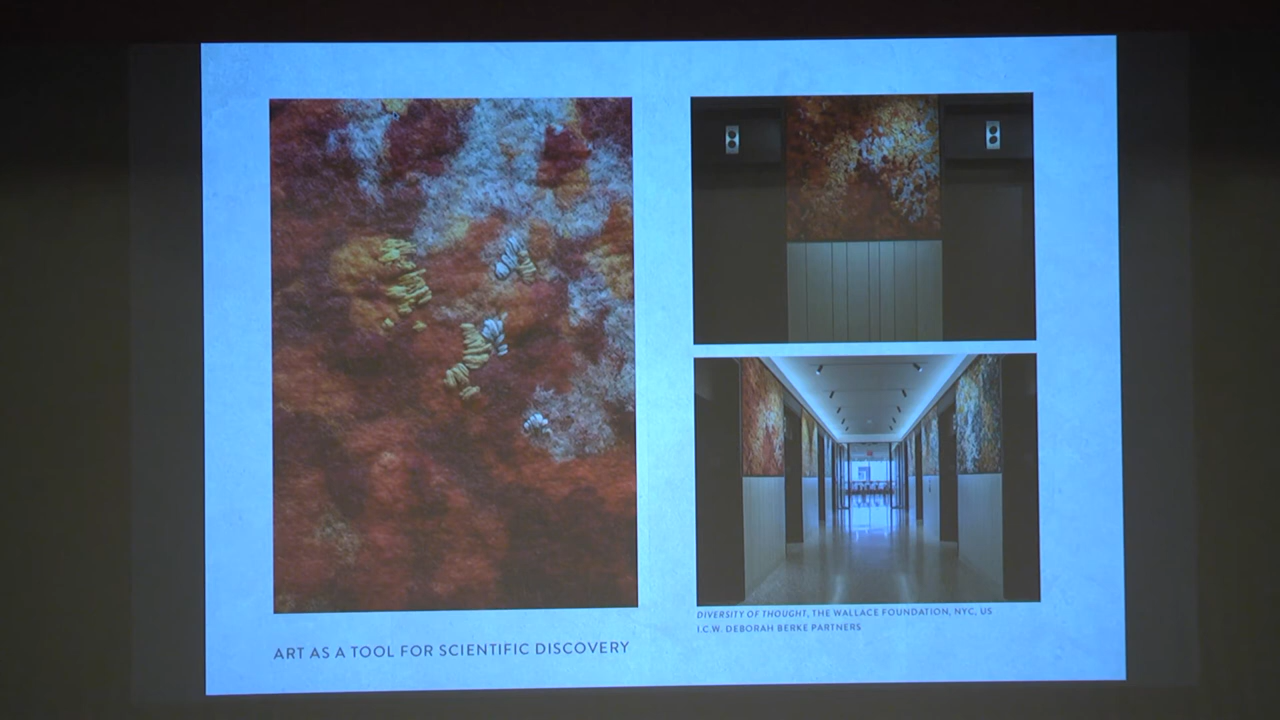 DIVERSITY OF THOUGHT, THE WALLACE FOUNDATION, NYC, US
I.C.W. DEBORAH BERKE PARTNERS
ART AS A TOOL FOR SCIENTIFIC DISCOVERY